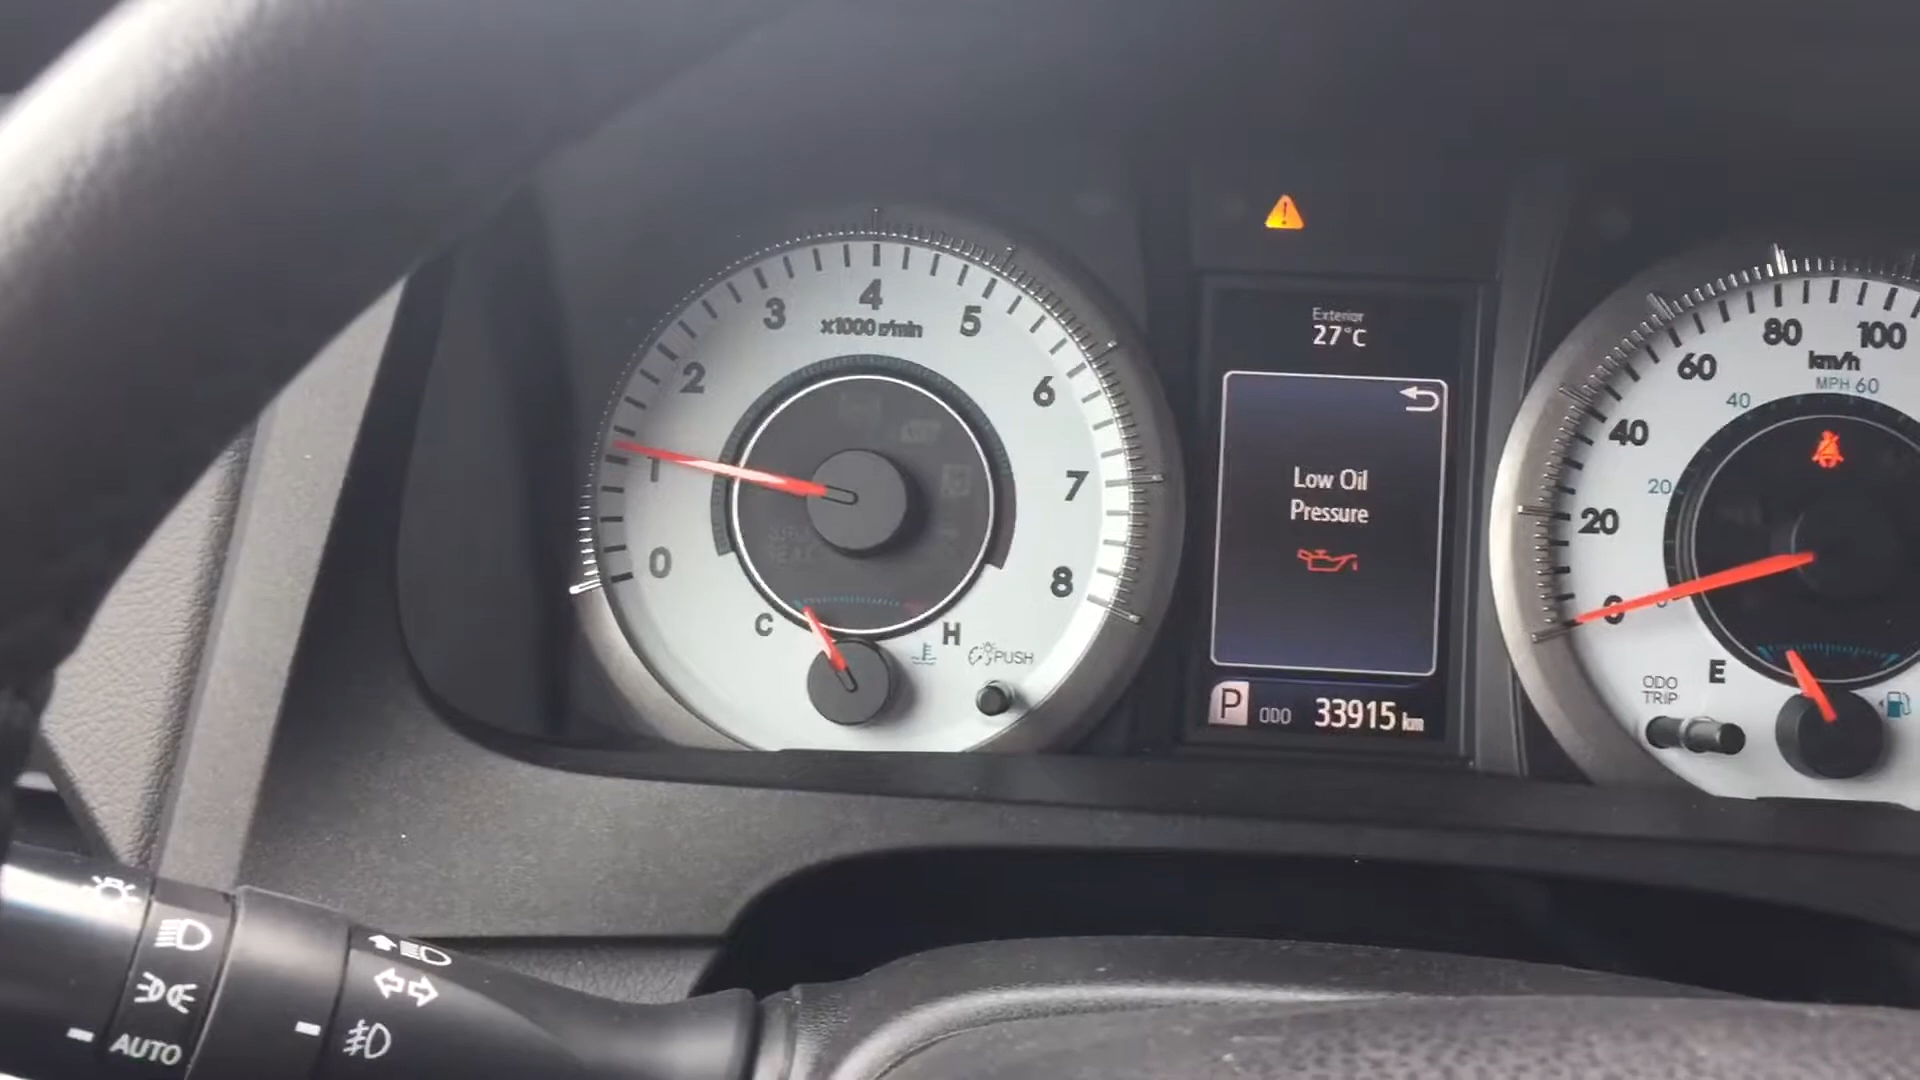 4
3
5
x1000 r/min
2
6
1
7
0
8
C
H
PUSH
Exterior
27°C
Low Oil
Pressure
P ODO 33915 km
80
100
60
km/h
MPH 60
40
40
20
20
0
E
ODO
TRIP
AUTO